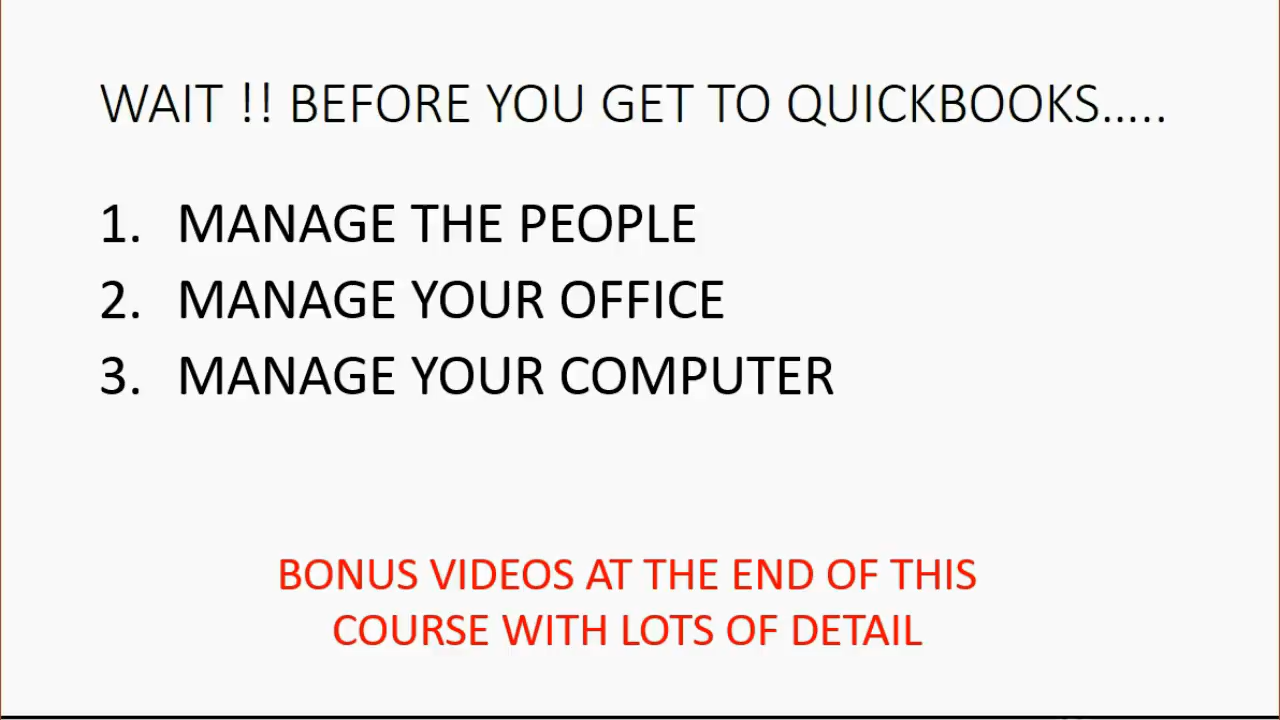 WAIT !! BEFORE YOU GET TO QUICKBOOKS.....
1. MANAGE THE PEOPLE
2. MANAGE YOUR OFFICE
3. MANAGE YOUR COMPUTER
BONUS VIDEOS AT THE END OF THIS
COURSE WITH LOTS OF DETAIL